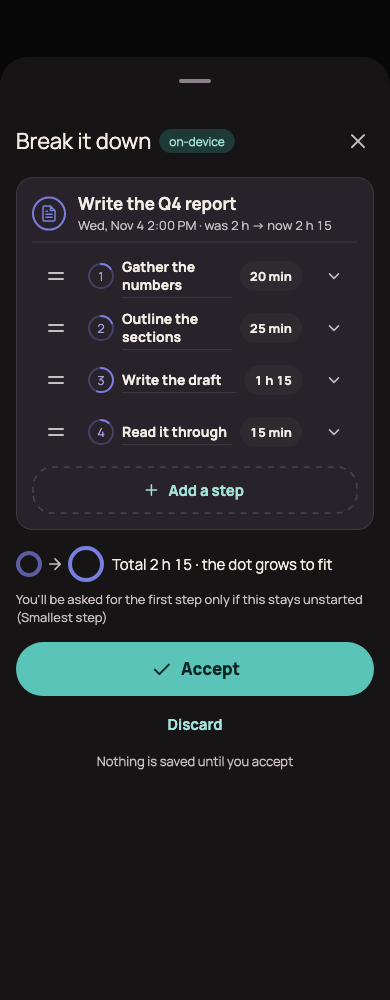 Break it down
on-device
Write the Q4 report
Wed, Nov 4 2:00 PM · was 2 h → now 2 h 15
1
Gather the
numbers
20 min
2
Outline the
sections
25 min
3
Write the draft
1 h 15
4
Read it through
15 min
+ Add a step
Total 2 h 15 · the dot grows to fit
You'll be asked for the first step only if this stays unstarted
(Smallest step)
Accept
Discard
Nothing is saved until you accept